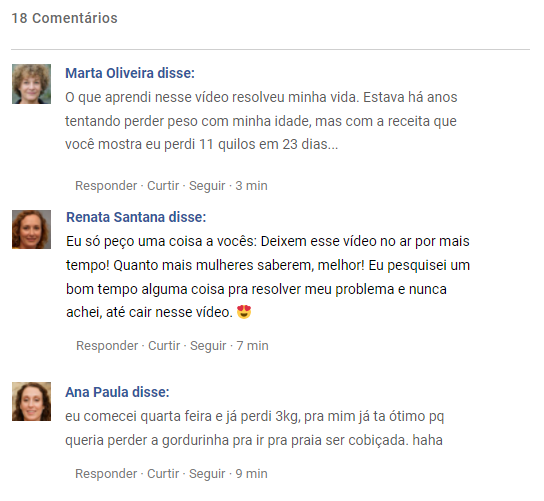 18 Comentários
Marta Oliveira disse:
O que aprendi nesse vídeo resolveu minha vida. Estava há anos
tentando perder peso com minha idade, mas com a receita que
você mostra eu perdi 11 quilos em 23 dias...
Responder · Curtir · Seguir · 3 min
Renata Santana disse:
Eu só peço uma coisa a vocês: Deixem esse vídeo no ar por mais
tempo! Quanto mais mulheres saberem, melhor! Eu pesquisei um
bom tempo alguma coisa pra resolver meu problema e nunca
achei, até cair nesse vídeo. 😍
Responder · Curtir · Seguir · 7 min
Ana Paula disse:
eu comecei quarta feira e já perdi 3kg, pra mim já ta ótimo pq
queria perder a gordurinha pra ir pra praia ser cobiçada. haha
Responder · Curtir · Seguir · 9 min